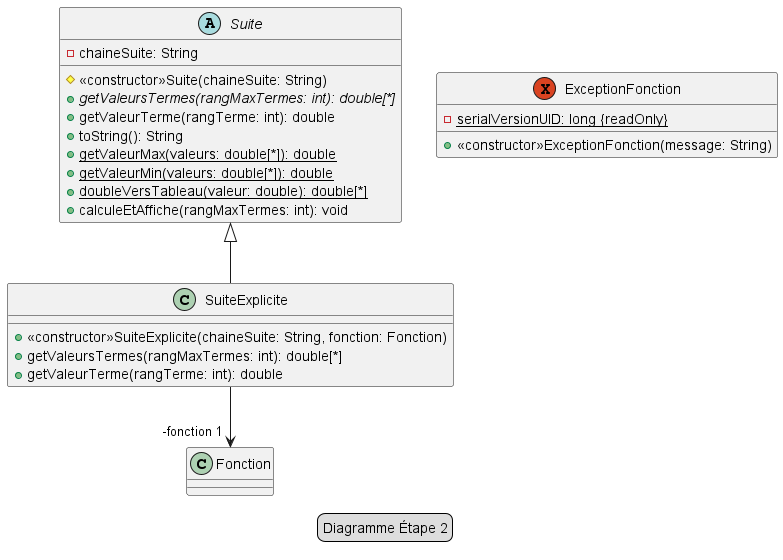 A Suite
chaineSuite: String
«constructor»Suite(chaineSuite: String)
getValeursTermes(rangMaxTermes: int): double[*]
getValeurTerme(rangTerme: int): double
toString(): String
getValeurMax(valeurs: double[*]): double
getValeurMin(valeurs: double[*]): double
doubleVersTableau(valeur: double): double[*]
calculeEtAffiche(rangMaxTermes: int): void
X ExceptionFonction
serialVersionUID: long {readOnly}
«constructor»ExceptionFonction(message: String)
C SuiteExplicite
«constructor»SuiteExplicite(chaineSuite: String, fonction: Fonction)
getValeursTermes(rangMaxTermes: int): double[*]
getValeurTerme(rangTerme: int): double
-fonction 1
C Fonction
Diagramme Étape 2